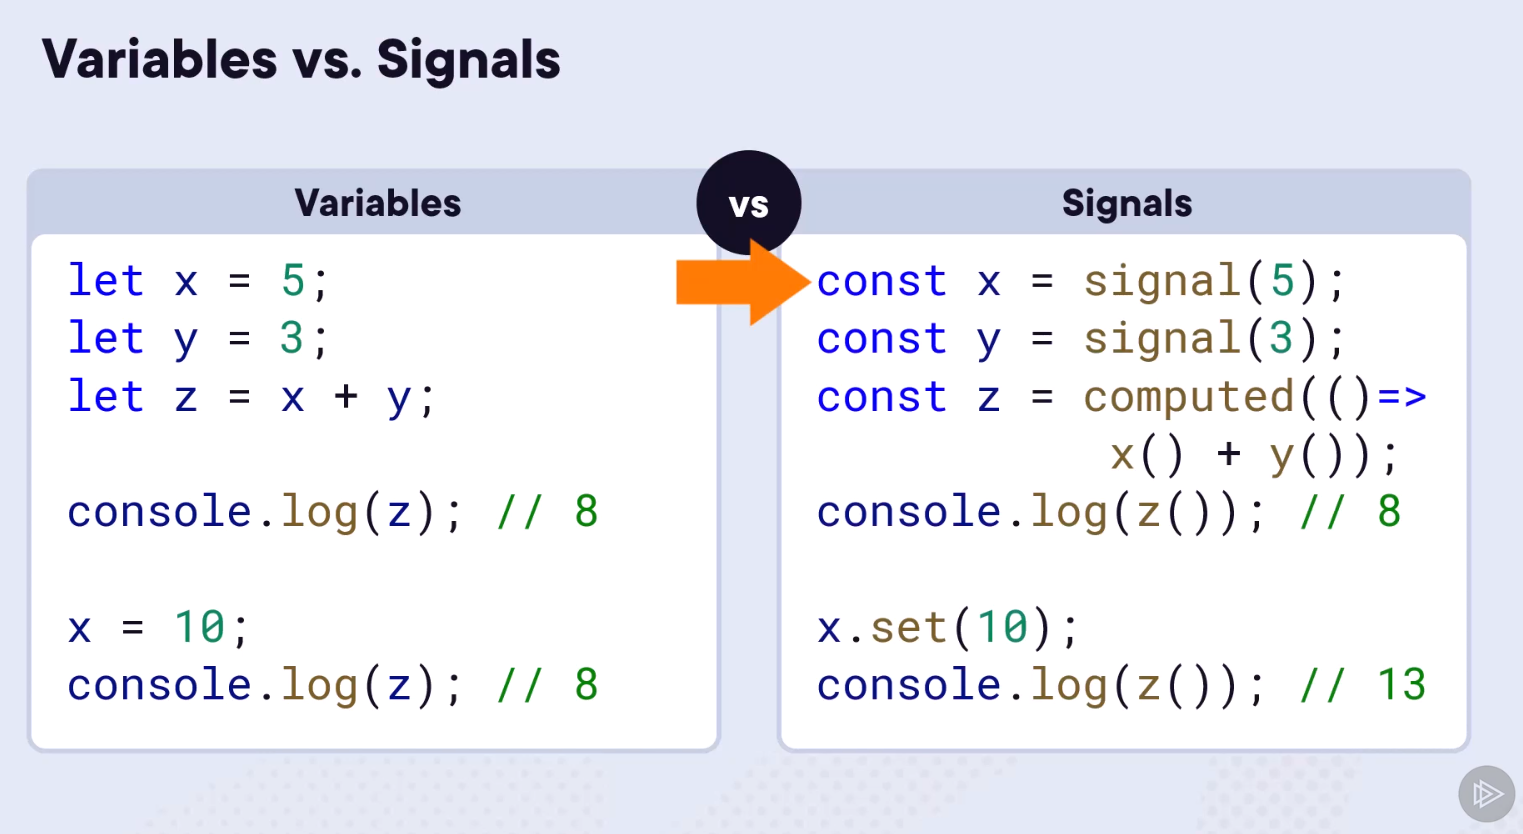 Variables vs. Signals
Variables
vs
Signals
let x = 5;
let y = 3;
let z = x + y;
console.log(z); // 8
x = 10;
console.log(z); // 8
const x = signal(5);
const y = signal(3);
const z = computed(()=>
x() + y());
console.log(z()); // 8
x.set(10);
console.log(z()); // 13